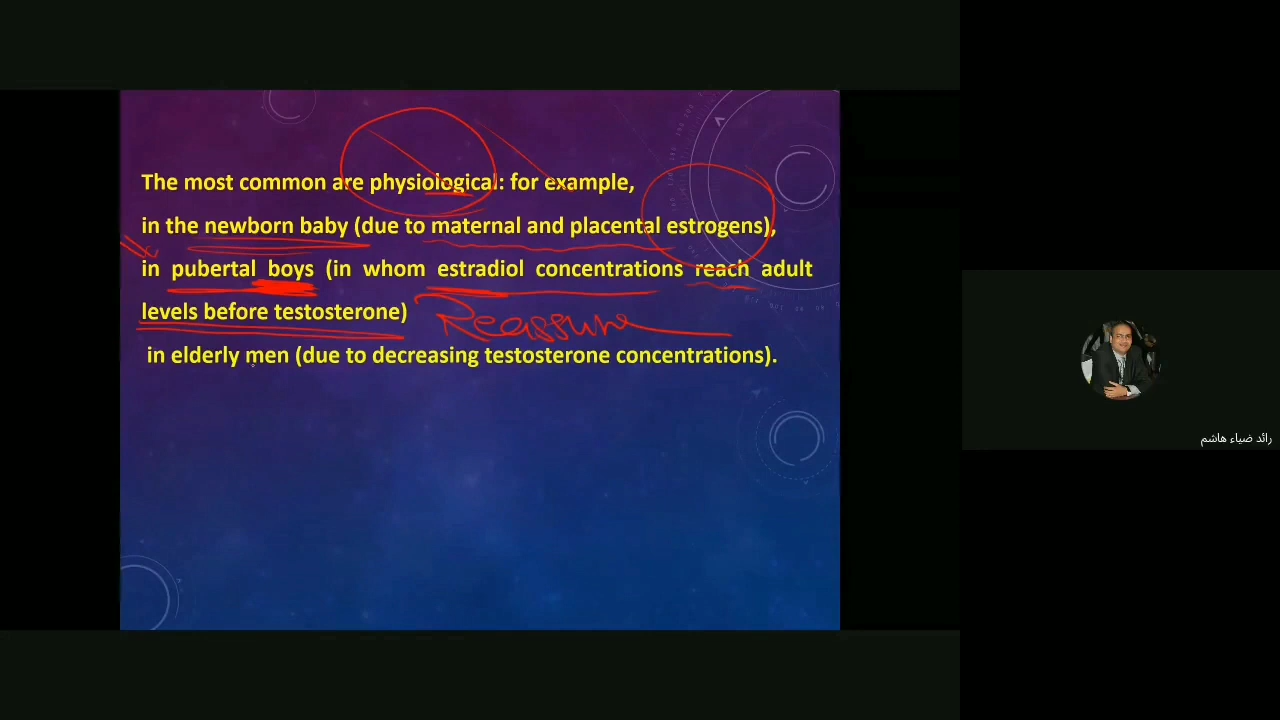 The most common are physiological: for example,
in the newborn baby (due to maternal and placental estrogens),
in pubertal boys (in whom estradiol concentrations reach adult
levels before testosterone)
Reassure
in elderly men (due to decreasing testosterone concentrations).
رائد ضياء هاشم